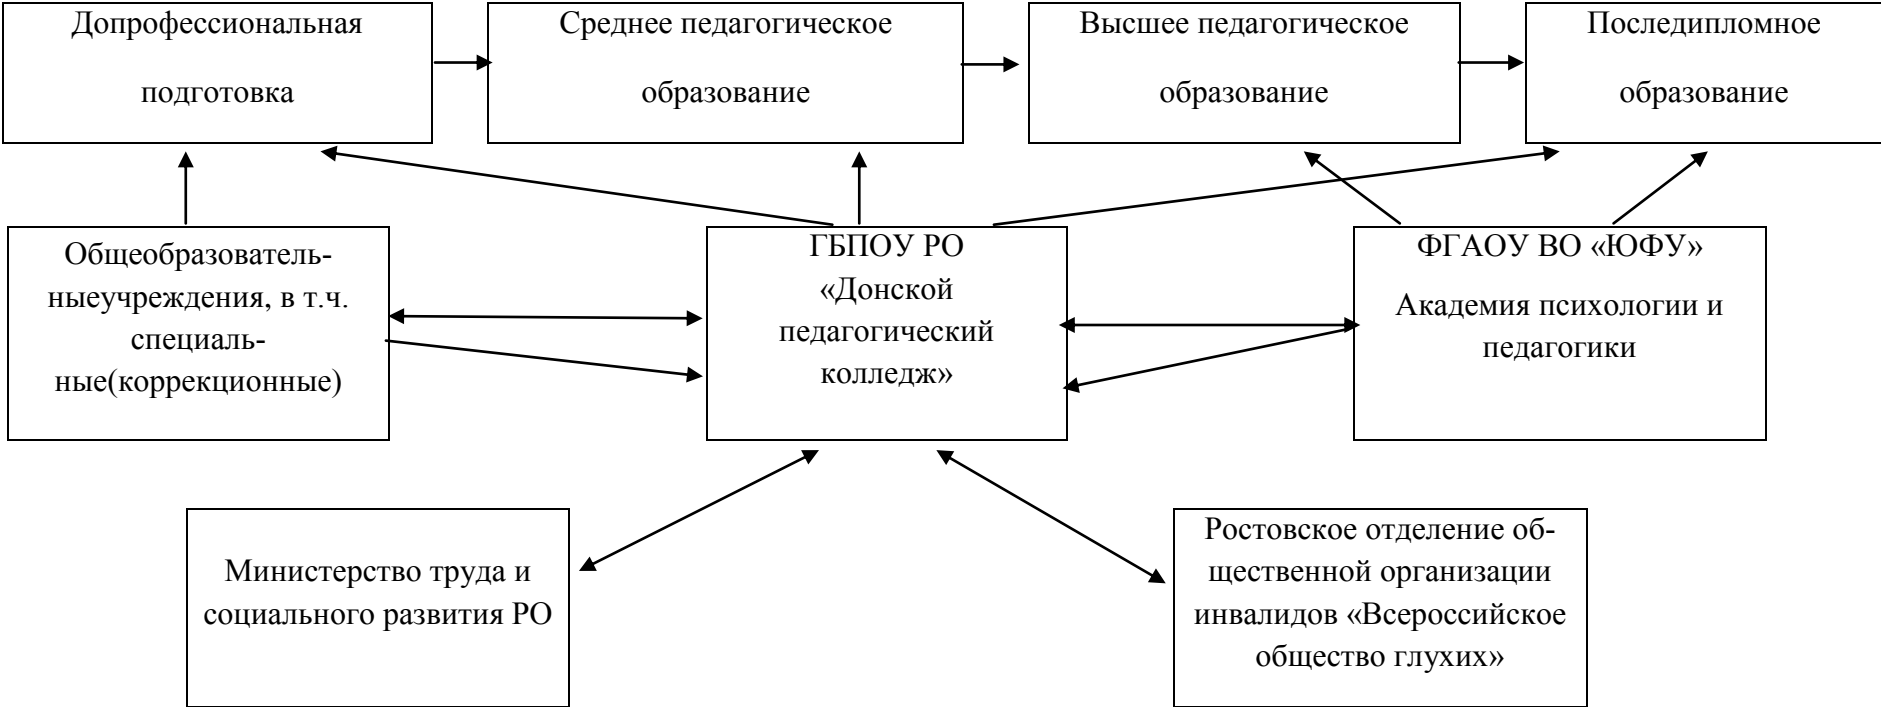 Допрофессиональная
подготовка
Среднее педагогическое
образование
Высшее педагогическое
образование
Последипломное
образование
Общеобразователь-
ныеучреждения, в т.ч.
специаль-
ные(коррекционные)
ГБПОУ РО
«Донской
педагогический
колледж»
ФГАОУ ВО «ЮФУ»
Академия психологии и
педагогики
Министерство труда и
социального развития РО
Ростовское отделение об-
щественной организации
инвалидов «Всероссийское
общество глухих»